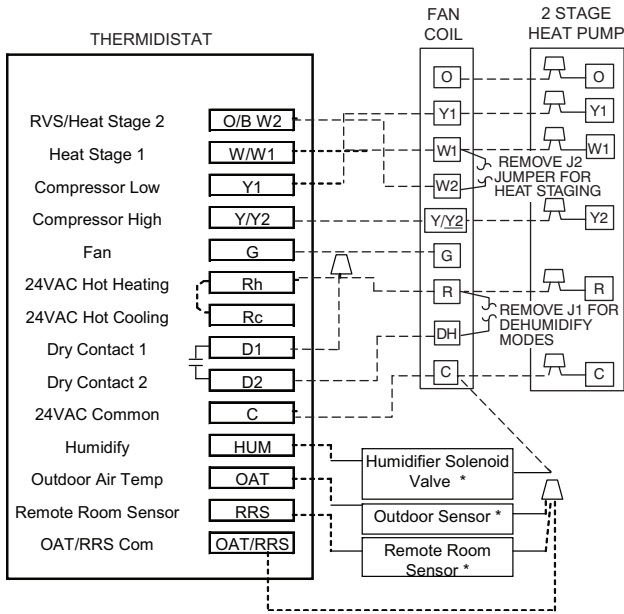 FAN
COIL
2 STAGE
HEAT PUMP
THERMIDISTAT
RVS/Heat Stage 2 O/B W2
Heat Stage 1 W/W1
Compressor Low Y1
Compressor High Y/Y2
Fan G
24VAC Hot Heating Rh
24VAC Hot Cooling Rc
Dry Contact 1 D1
Dry Contact 2 D2
24VAC Common C
Humidify HUM
Outdoor Air Temp OAT
Remote Room Sensor RRS
OAT/RRS Com OAT/RRS
O
Y1
W1
W2
Y/Y2
G
R
DH
C
REMOVE J2
JUMPER FOR
HEAT STAGING
REMOVE J1 FOR
DEHUMIDIFY
MODES
O
Y1
W1
Y2
R
C
Humidifier Solenoid
Valve *
Outdoor Sensor *
Remote Room
Sensor *